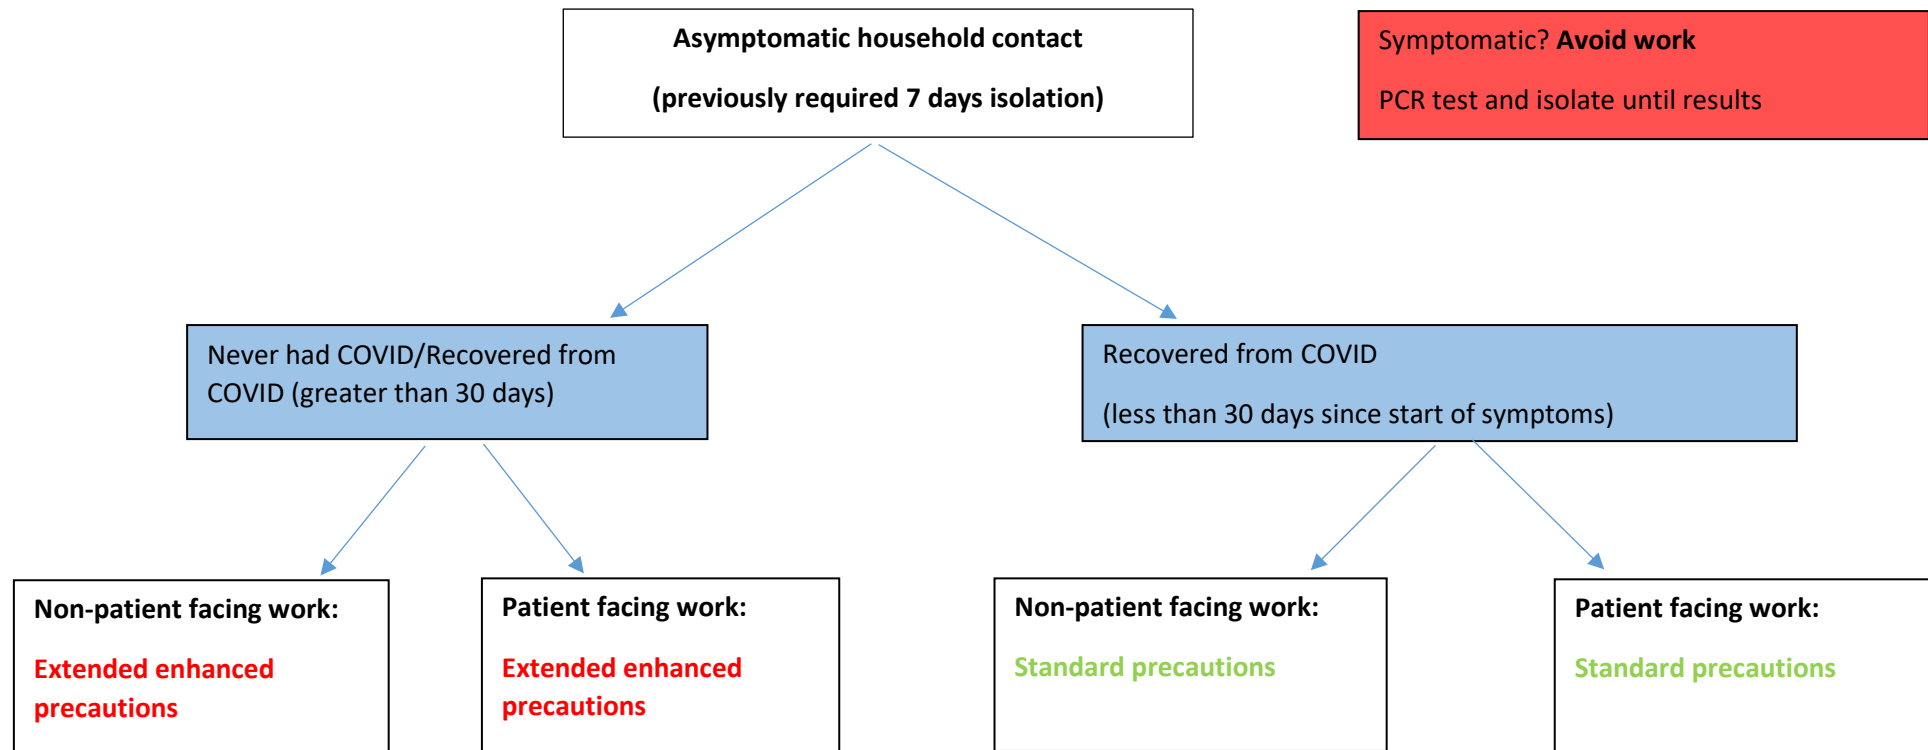 Asymptomatic household contact
(previously required 7 days isolation)
Symptomatic? Avoid work
PCR test and isolate until results
Never had COVID/Recovered from
COVID (greater than 30 days)
Recovered from COVID
(less than 30 days since start of symptoms)
Non-patient facing work:
Extended enhanced
precautions
Patient facing work:
Extended enhanced
precautions
Non-patient facing work:
Standard precautions
Patient facing work:
Standard precautions